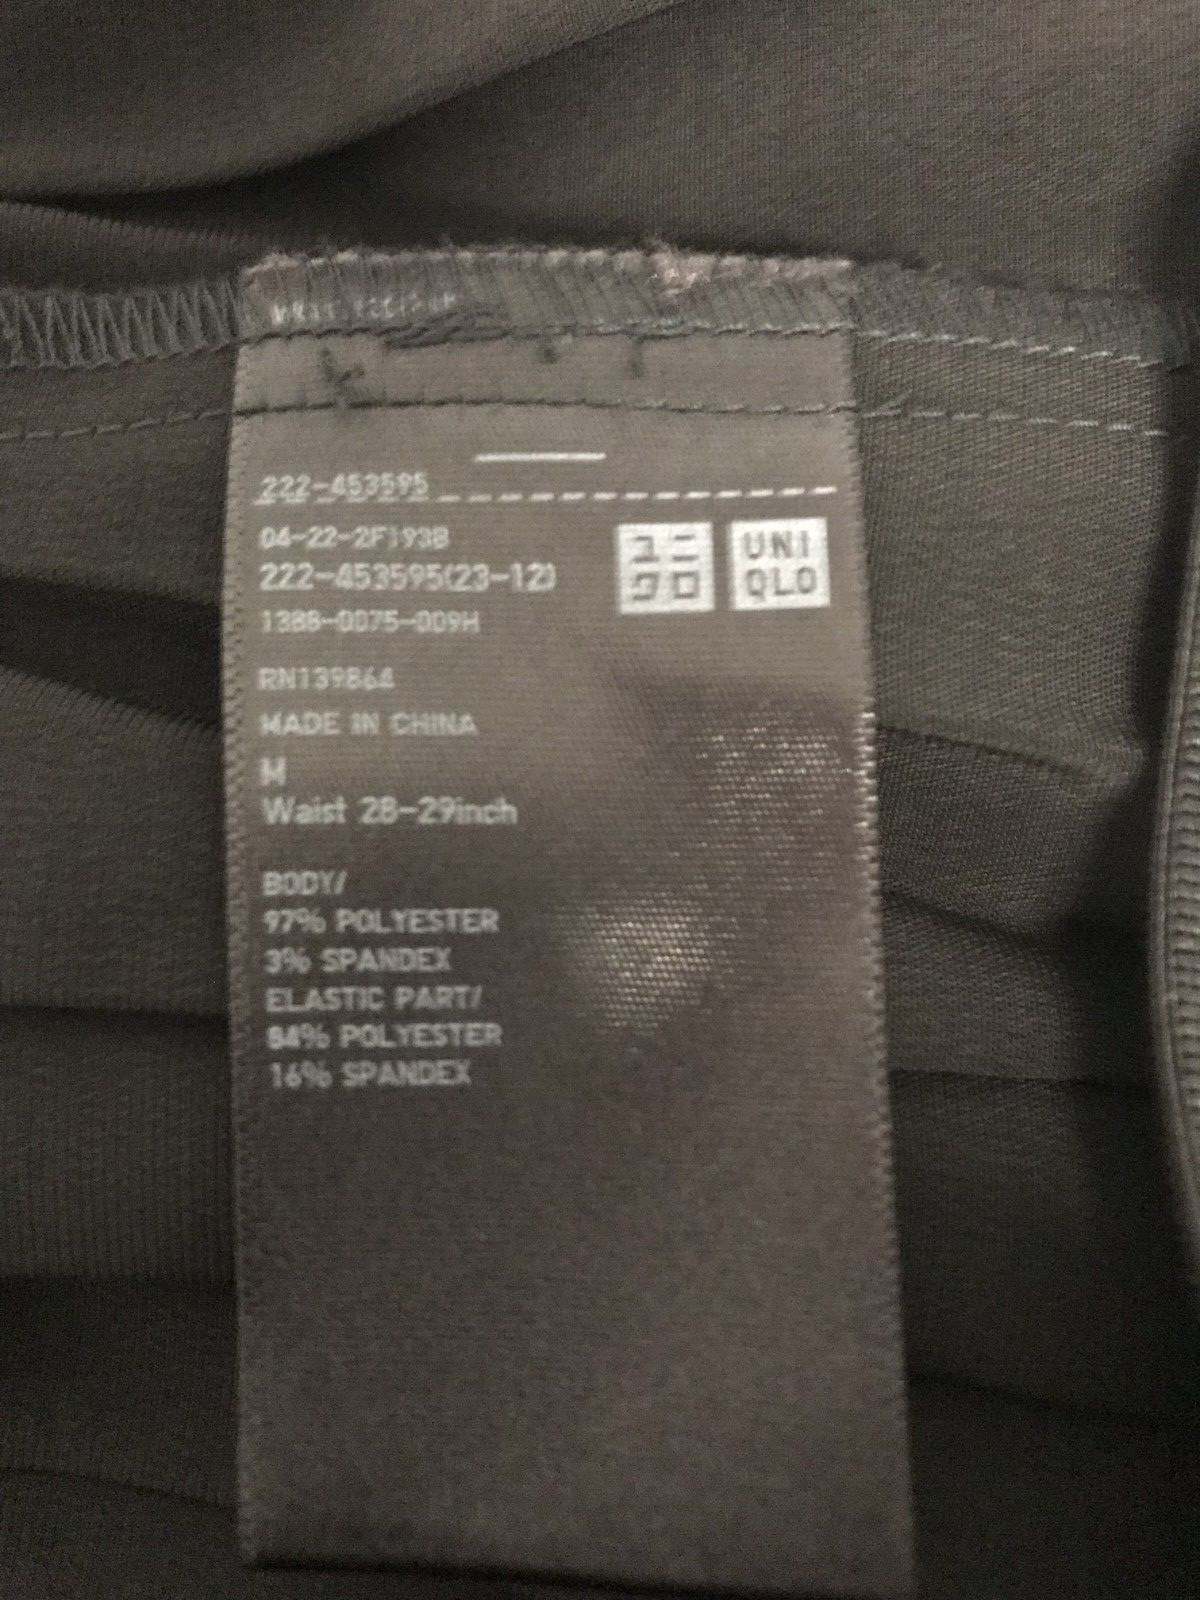 222-453595
04-22-2F193B
222-453595(23-12)
1388-0075-009H
ユニ
クロ
UNI
QLO
RN139864
MADE IN CHINA
M
Waist 28-29inch
BODY/
97% POLYESTER
3% SPANDEX
ELASTIC PART/
84% POLYESTER
16% SPANDEX